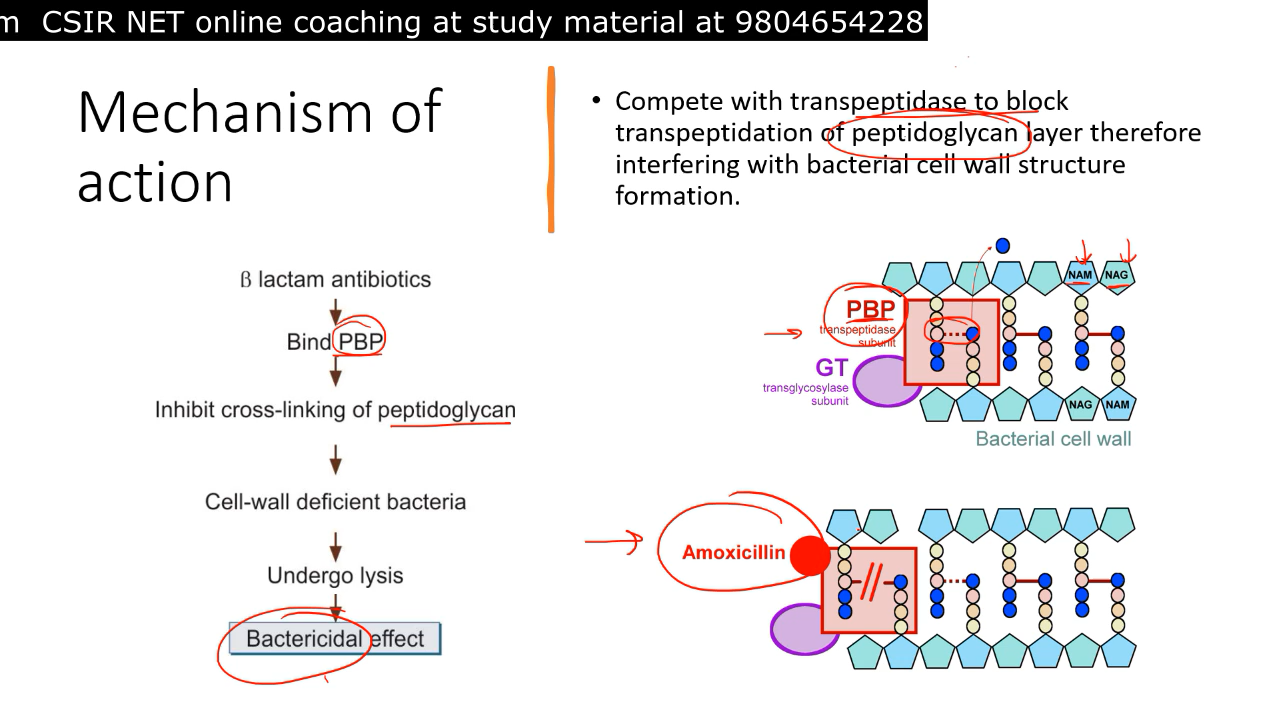 m CSIR NET online coaching at study material at 9804654228
Mechanism of
action
• Compete with transpeptidase to block
transpeptidation of peptidoglycan layer therefore
interfering with bacterial cell wall structure
formation.
ß lactam antibiotics
Bind PBP
Inhibit cross-linking of peptidoglycan
Cell-wall deficient bacteria
Undergo lysis
Bactericidal effect
NAM NAG
PBP
transpeptidase
subunit
GT
transglycosylase
subunit
NAG NAM
Bacterial cell wall
Amoxicillin